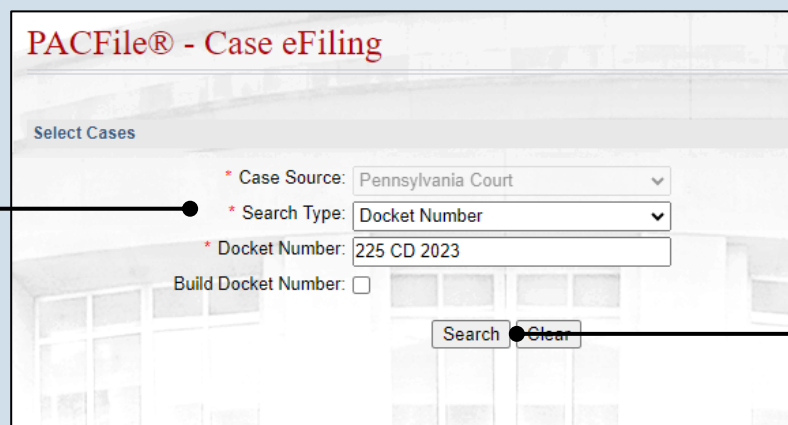 PACFile® - Case eFiling
Select Cases
* Case Source: Pennsylvania Court
* Search Type: Docket Number
* Docket Number: 225 CD 2023
Build Docket Number:
Search Clear